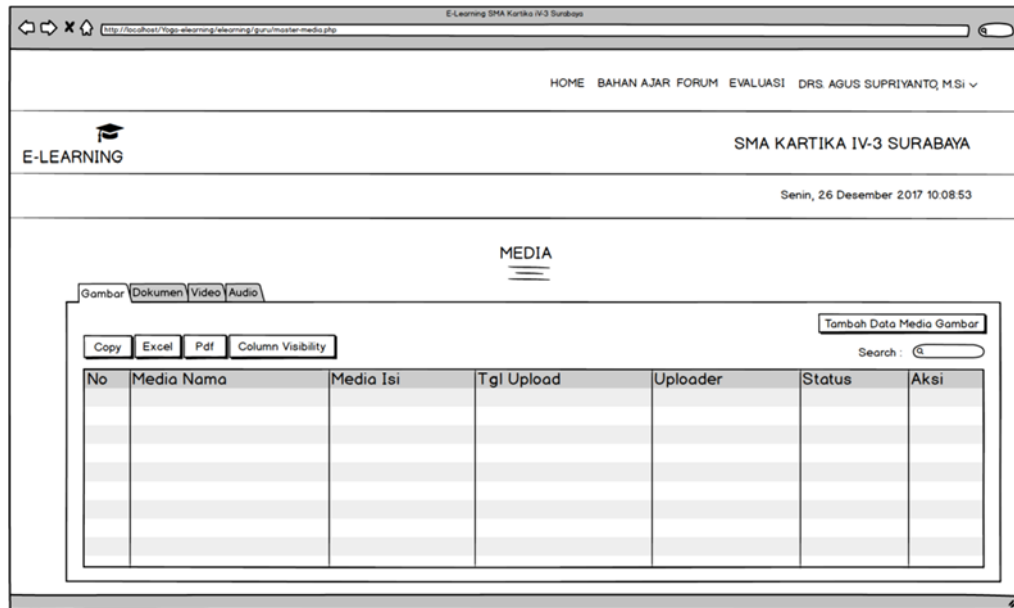 E-Learning SMA Kartika iV-3 Surabaya
http://localhost/Yoga-elearning/elearning/guru/master-media.php
HOME BAHAN AJAR FORUM EVALUASI DRS. AGUS SUPRIYANTO, M.Si
E-LEARNING
SMA KARTIKA IV-3 SURABAYA
Senin, 26 Desember 2017 10:08:53
MEDIA
Gambar Dokumen Video Audio
Tambah Data Media Gambar
Copy Excel Pdf Column Visibility
Search :
No Media Nama Media Isi Tgl Upload Uploader Status Aksi